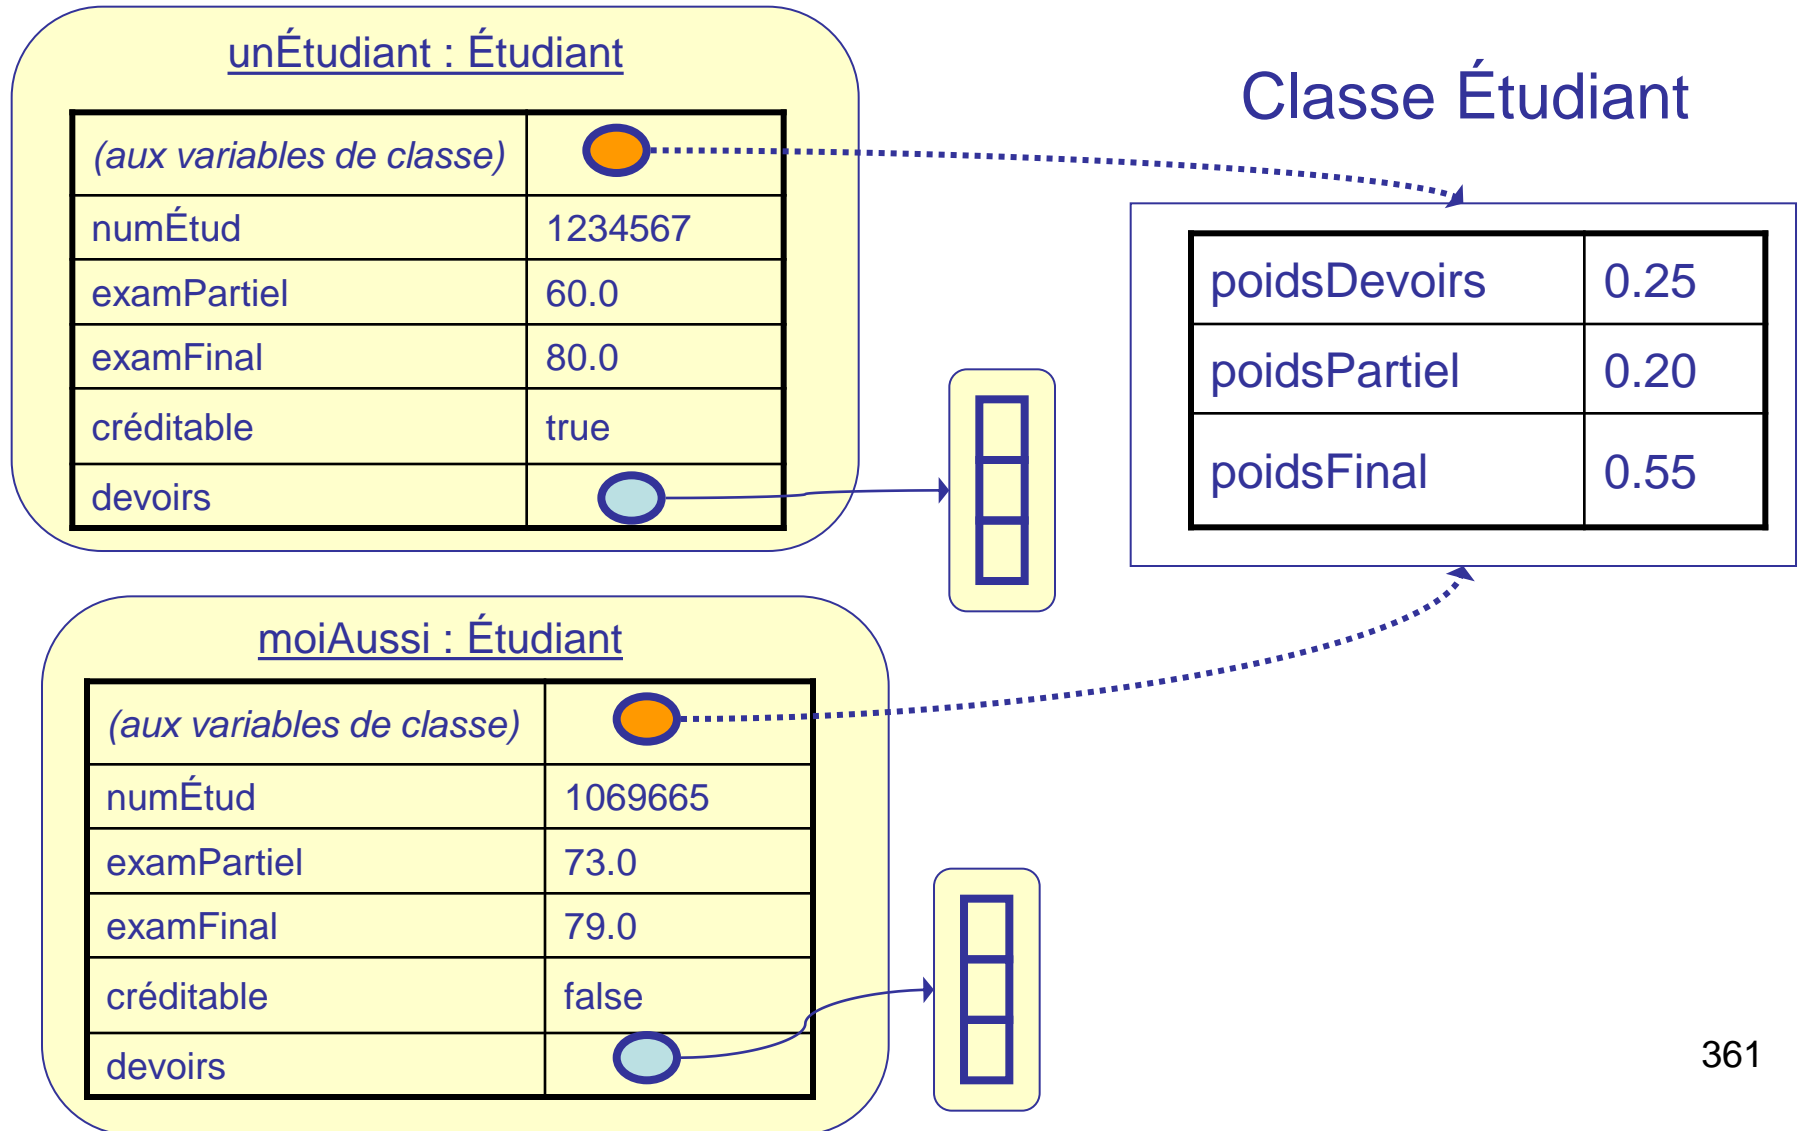 unÉtudiant : Étudiant
(aux variables de classe)
numÉtud 1234567
examPartiel 60.0
examFinal 80.0
créditable true
devoirs
Classe Étudiant
poidsDevoirs 0.25
poidsPartiel 0.20
poidsFinal 0.55
moiAussi : Étudiant
(aux variables de classe)
numÉtud 1069665
examPartiel 73.0
examFinal 79.0
créditable false
devoirs
361